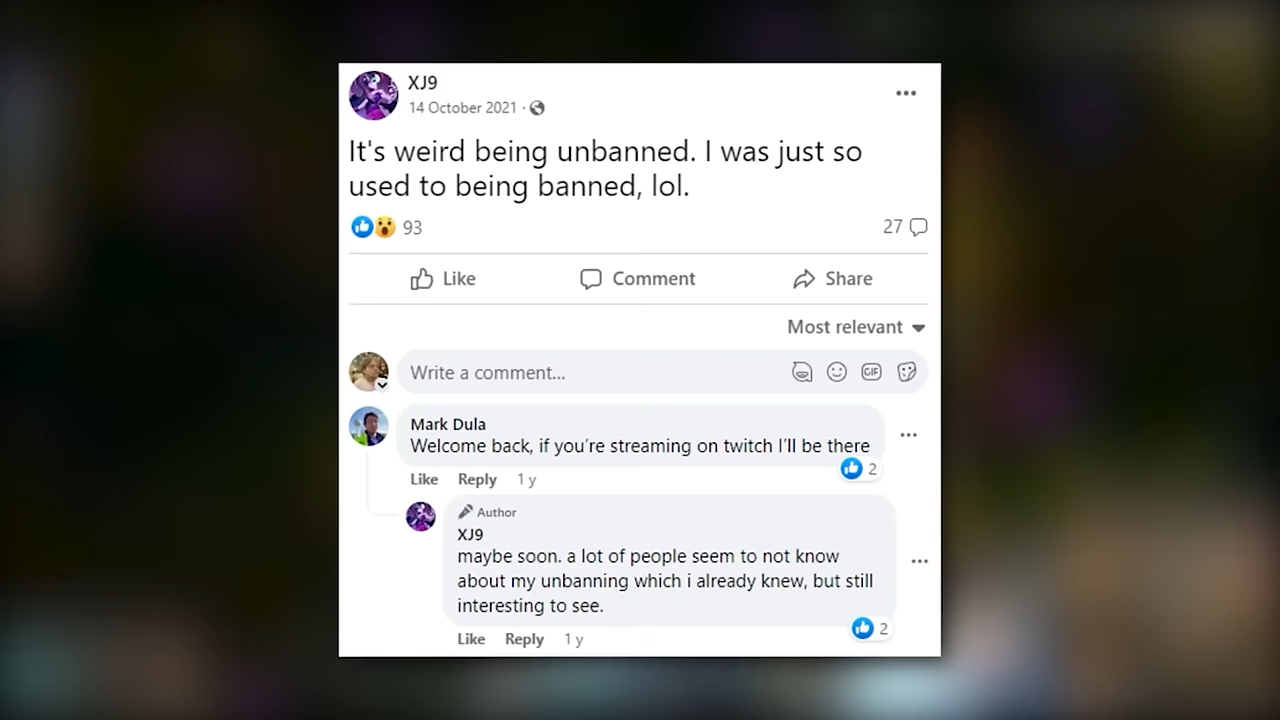 XJ9
14 October 2021 ·
It's weird being unbanned. I was just so
used to being banned, lol.
93
27
Like
Comment
Share
Most relevant
Write a comment...
GIF
Mark Dula
Welcome back, if you're streaming on twitch I'll be there
2
Like Reply 1 y
Author
XJ9
maybe soon. a lot of people seem to not know
about my unbanning which i already knew, but still
interesting to see.
2
Like Reply 1 y